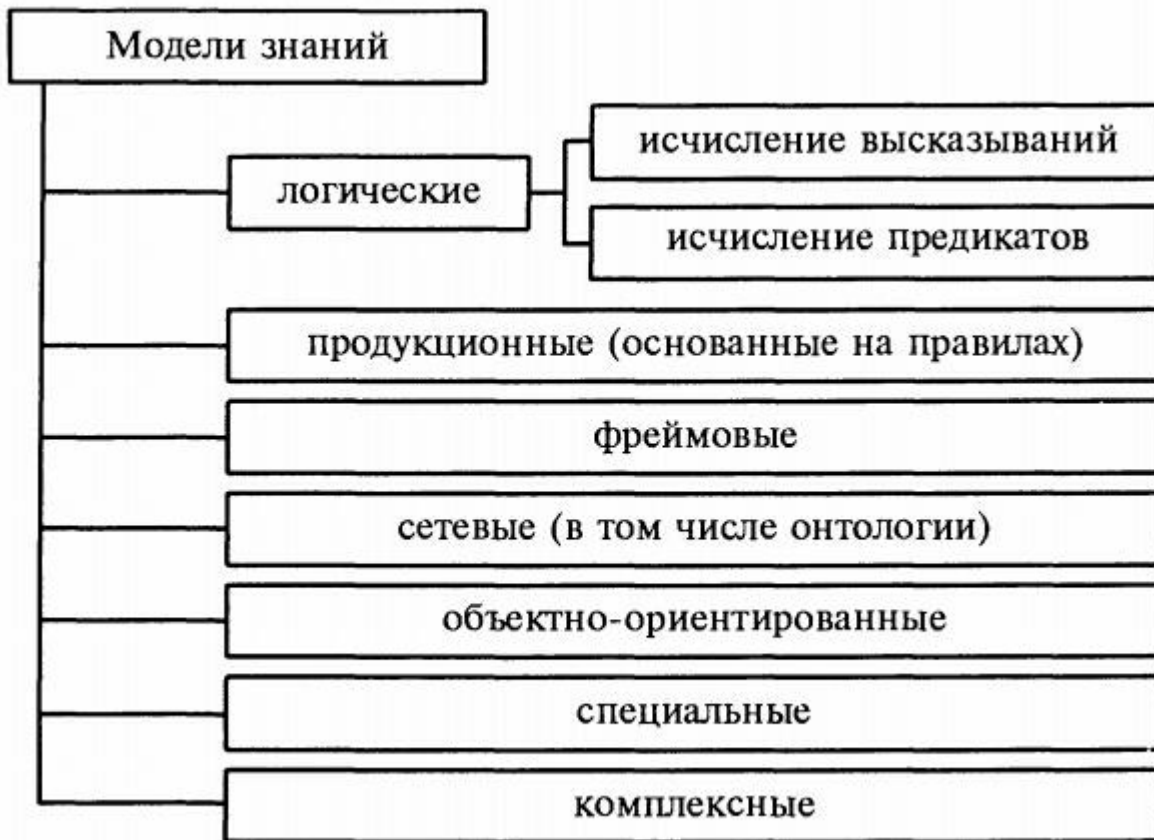 Модели знаний
исчисление высказываний
логические
исчисление предикатов
продукционные (основанные на правилах)
фреймовые
сетевые (в том числе онтологии)
объектно-ориентированные
специальные
комплексные